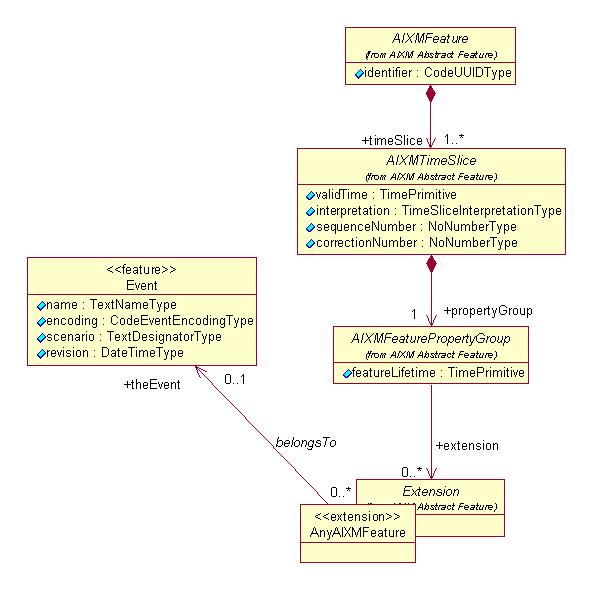 AIXMFeature
(from AIXM Abstract Feature)
identifier : CodeUUIDType
+timeSlice
1..*
AIXMTimeSlice
(from AIXM Abstract Feature)
validTime : TimePrimitive
interpretation : TimeSliceInterpretationType
sequenceNumber : NoNumberType
correctionNumber : NoNumberType
<<feature>>
Event
name : TextNameType
encoding : CodeEventEncodingType
scenario : TextDesignatorType
revision : DateTimeType
1
+propertyGroup
AIXMFeaturePropertyGroup
(from AIXM Abstract Feature)
featureLifetime : TimePrimitive
+theEvent
0..1
belongsTo
+extension
0..*
0..*
Extension
Abstract Feature)
<<extension>>
AnyAIXMFeature